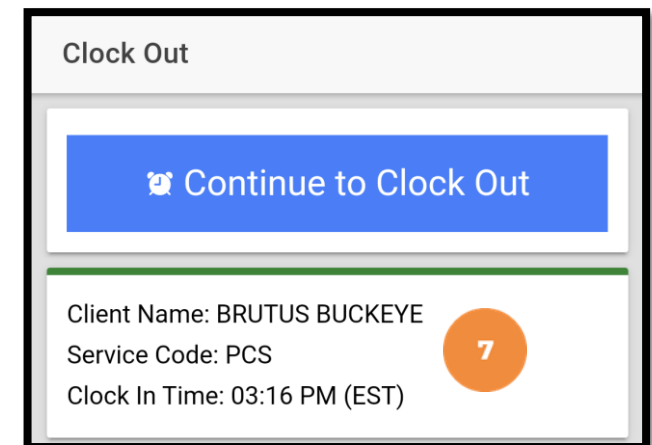 Clock Out
Continue to Clock Out
Client Name: BRUTUS BUCKEYE
Service Code: PCS
7
Clock In Time: 03:16 PM (EST)